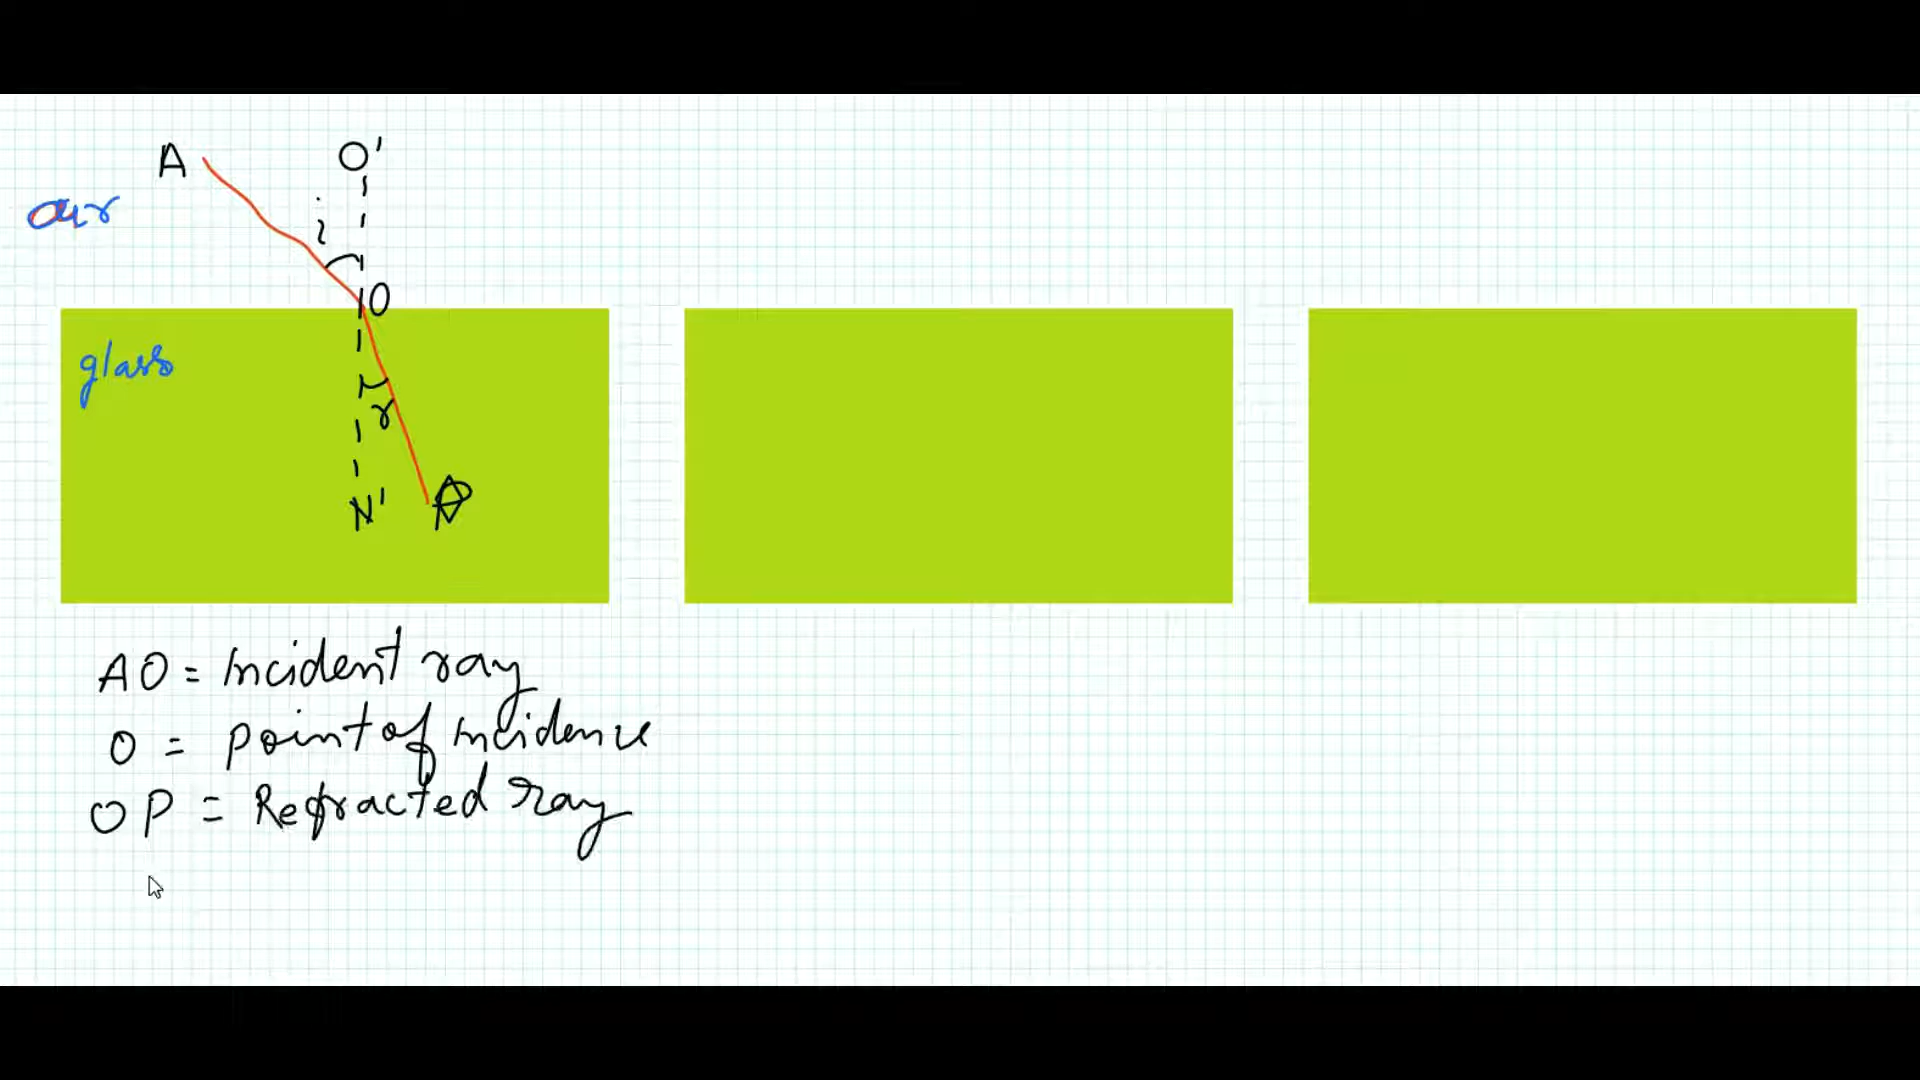 A O'
air i
O
glass
r
N' P
AO = Incident ray
O = point of incidence
OP = Refracted ray